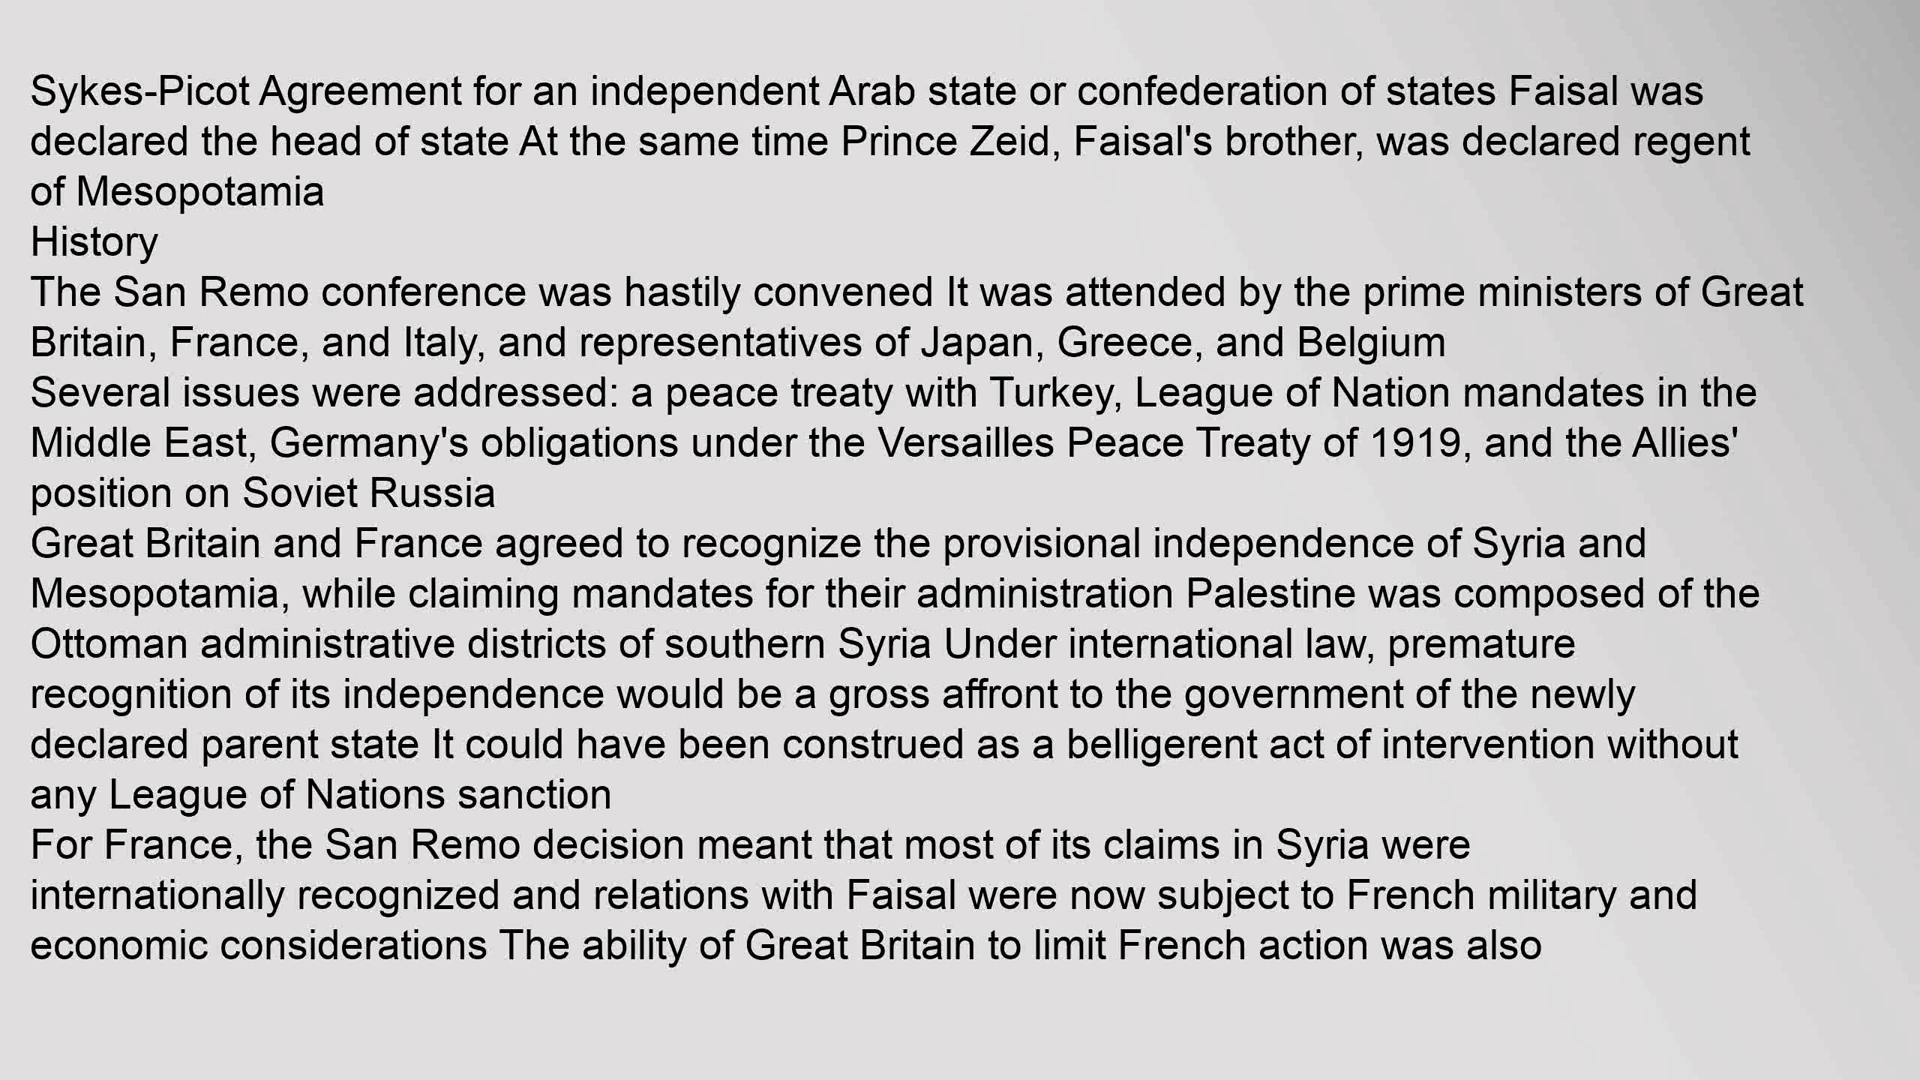 Sykes-Picot Agreement for an independent Arab state or confederation of states Faisal was
declared the head of state At the same time Prince Zeid, Faisal's brother, was declared regent
of Mesopotamia
History
The San Remo conference was hastily convened It was attended by the prime ministers of Great
Britain, France, and Italy, and representatives of Japan, Greece, and Belgium
Several issues were addressed: a peace treaty with Turkey, League of Nation mandates in the
Middle East, Germany's obligations under the Versailles Peace Treaty of 1919, and the Allies'
position on Soviet Russia
Great Britain and France agreed to recognize the provisional independence of Syria and
Mesopotamia, while claiming mandates for their administration Palestine was composed of the
Ottoman administrative districts of southern Syria Under international law, premature
recognition of its independence would be a gross affront to the government of the newly
declared parent state It could have been construed as a belligerent act of intervention without
any League of Nations sanction
For France, the San Remo decision meant that most of its claims in Syria were
internationally recognized and relations with Faisal were now subject to French military and
economic considerations The ability of Great Britain to limit French action was also